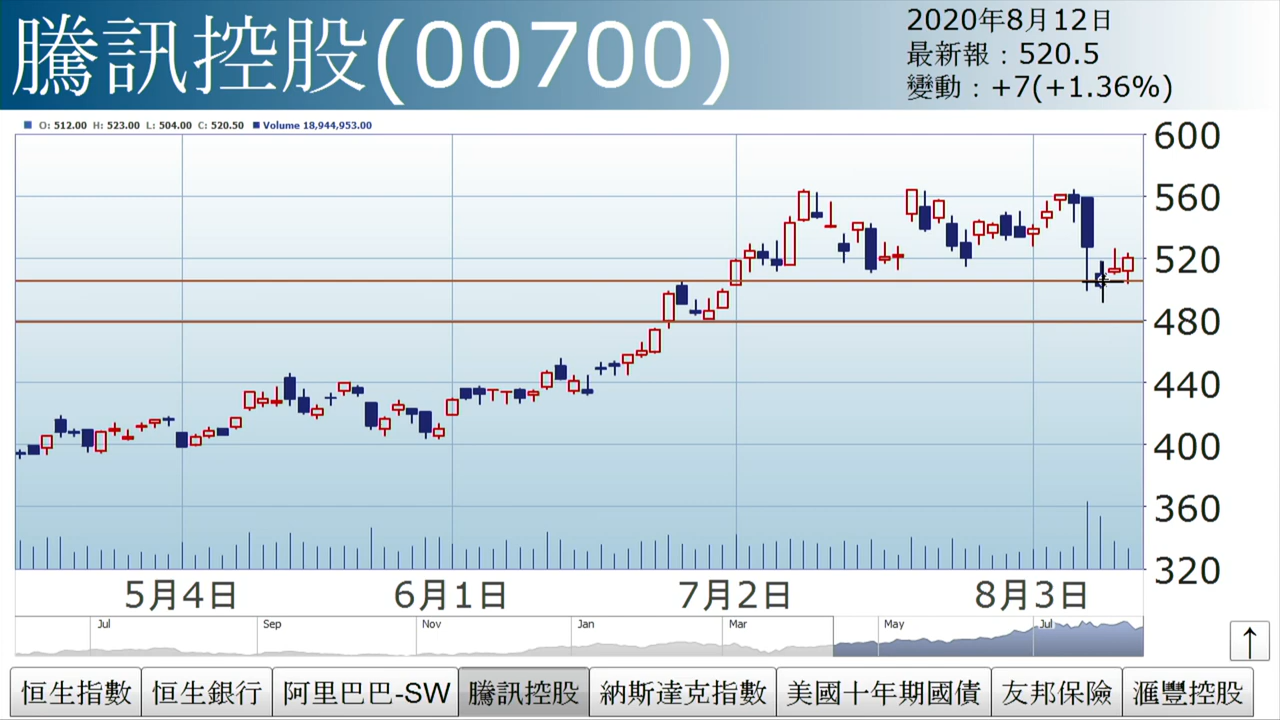 騰訊控股(00700)
2020年8月12日
最新報：520.5
變動：+7(+1.36%)
O: 512.00 H: 523.00 L: 504.00 C: 520.50 Volume 18,944,953.00
600
560
520
480
440
400
360
320
5月4日 6月1日 7月2日 8月3日
Jul Sep Nov Jan Mar May Jul
↑
恒生指數 恒生銀行 阿里巴巴-SW 騰訊控股 納斯達克指數 美國十年期國債 友邦保險 滙豐控股